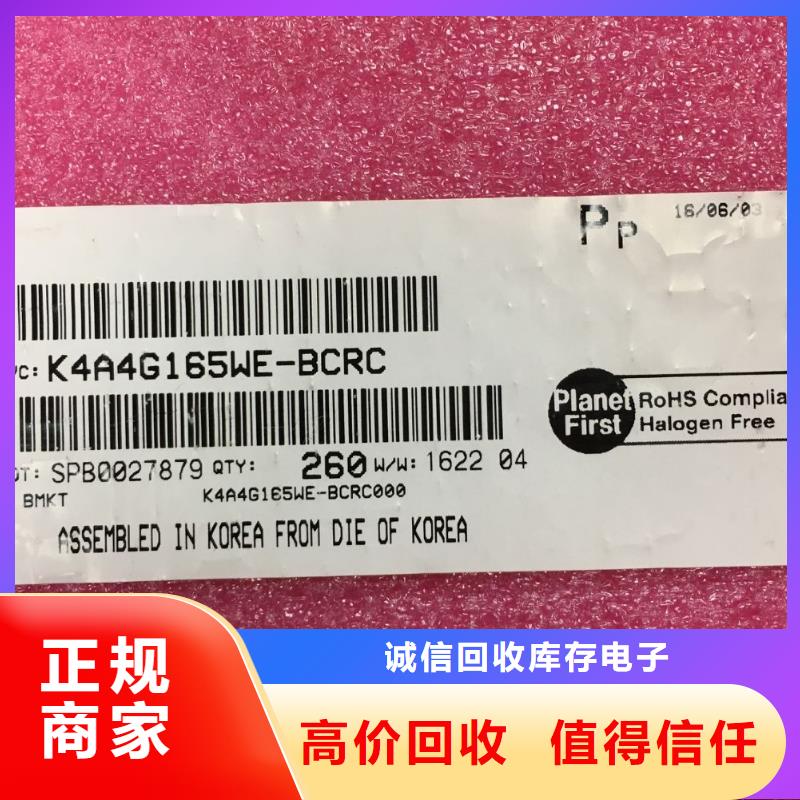 Pp 16/06/03
/C: K4A4G165WE-BCRC
OT: SPB0027879 QTY: 260 W/W: 1622 04
BMKT K4A4G165WE-BCRC000
ASSEMBLED IN KOREA FROM DIE OF KOREA
Planet First
RoHS Complia
Halogen Free
正规
商家
诚信回收库存电子
高价回收 值得信任